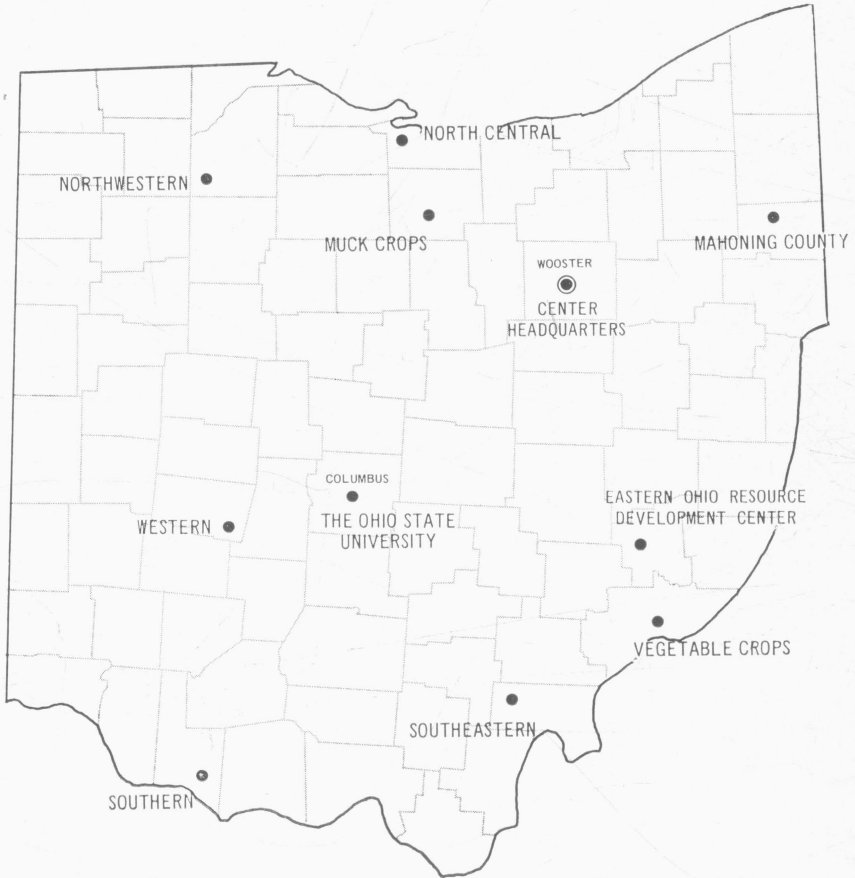 NORTH CENTRAL
NORTHWESTERN
MUCK CROPS
MAHONING COUNTY
WOOSTER
CENTER
HEADQUARTERS
COLUMBUS
THE OHIO STATE
UNIVERSITY
WESTERN
EASTERN OHIO RESOURCE
DEVELOPMENT CENTER
VEGETABLE CROPS
SOUTHEASTERN
SOUTHERN